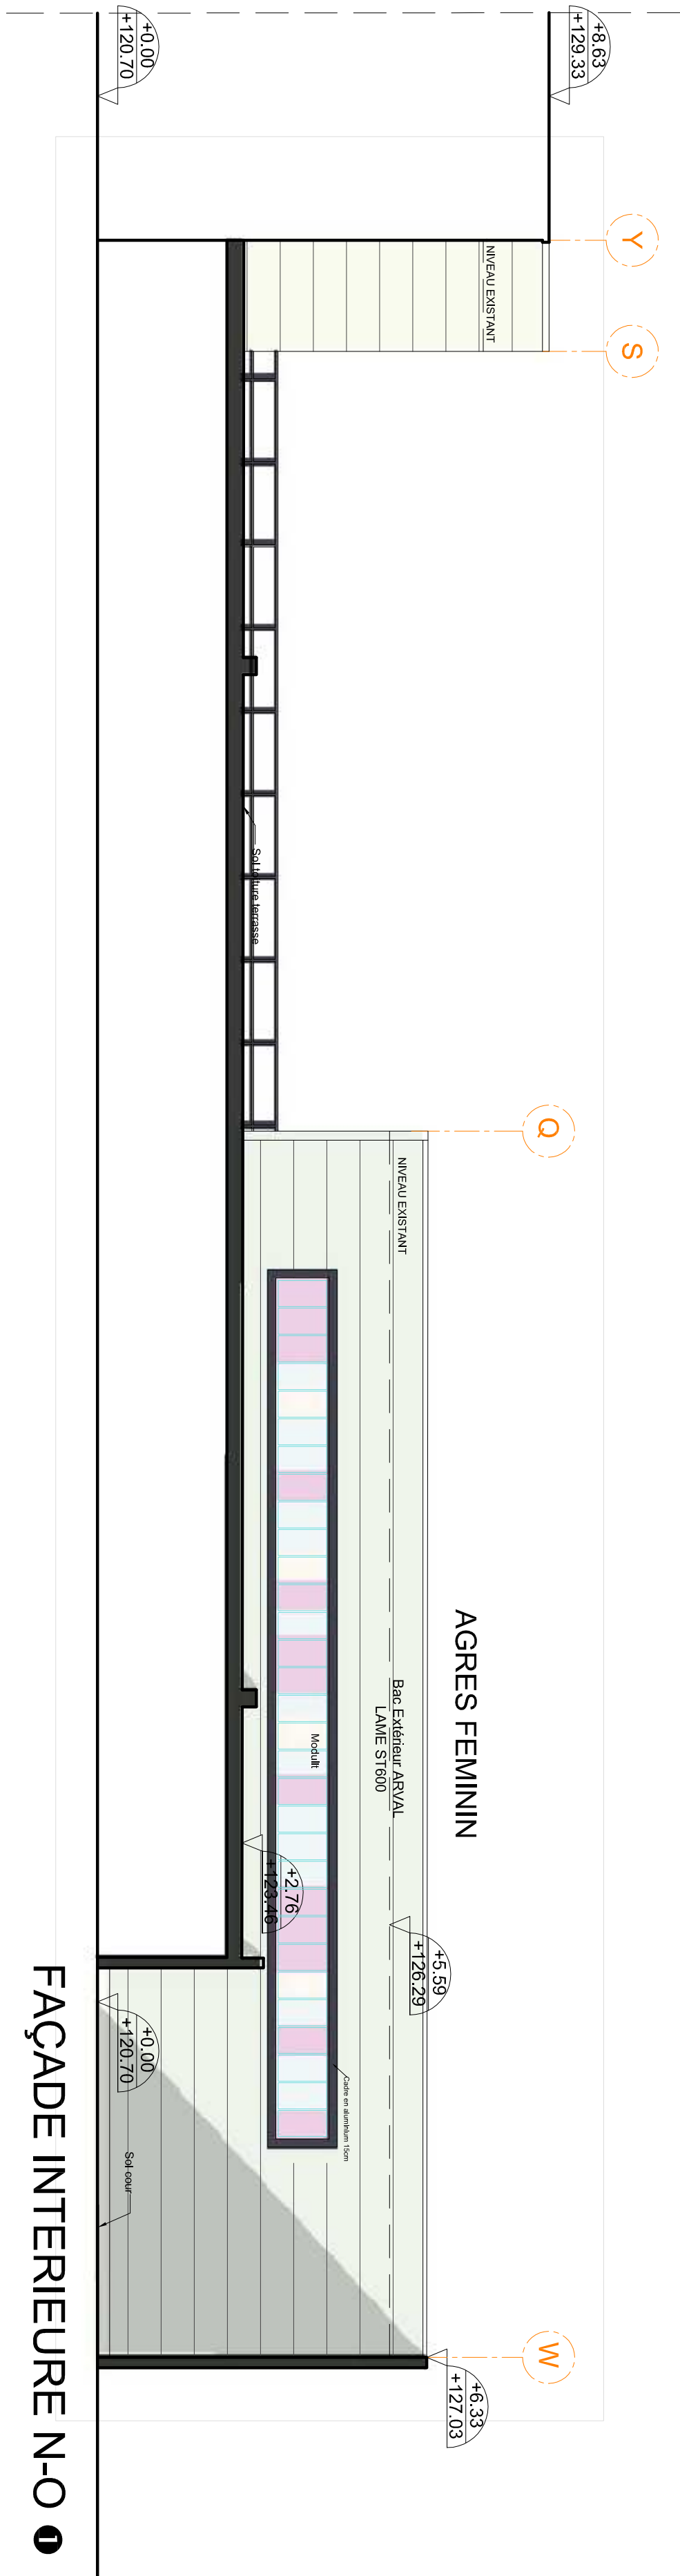 +8.63
+129.33
Y
S
Q
W
NIVEAU EXISTANT
+0.00
+120.70
Sol toiture terrasse
NIVEAU EXISTANT
AGRES FEMININ
Bac Extérieur ARVAL
LAME ST600
Modulit
+5.59
+126.29
+2.76
+123.46
+6.33
+127.03
Cadre en aluminium 15cm
+0.00
+120.70
Sol cour
FAÇADE INTERIEURE N-O 1